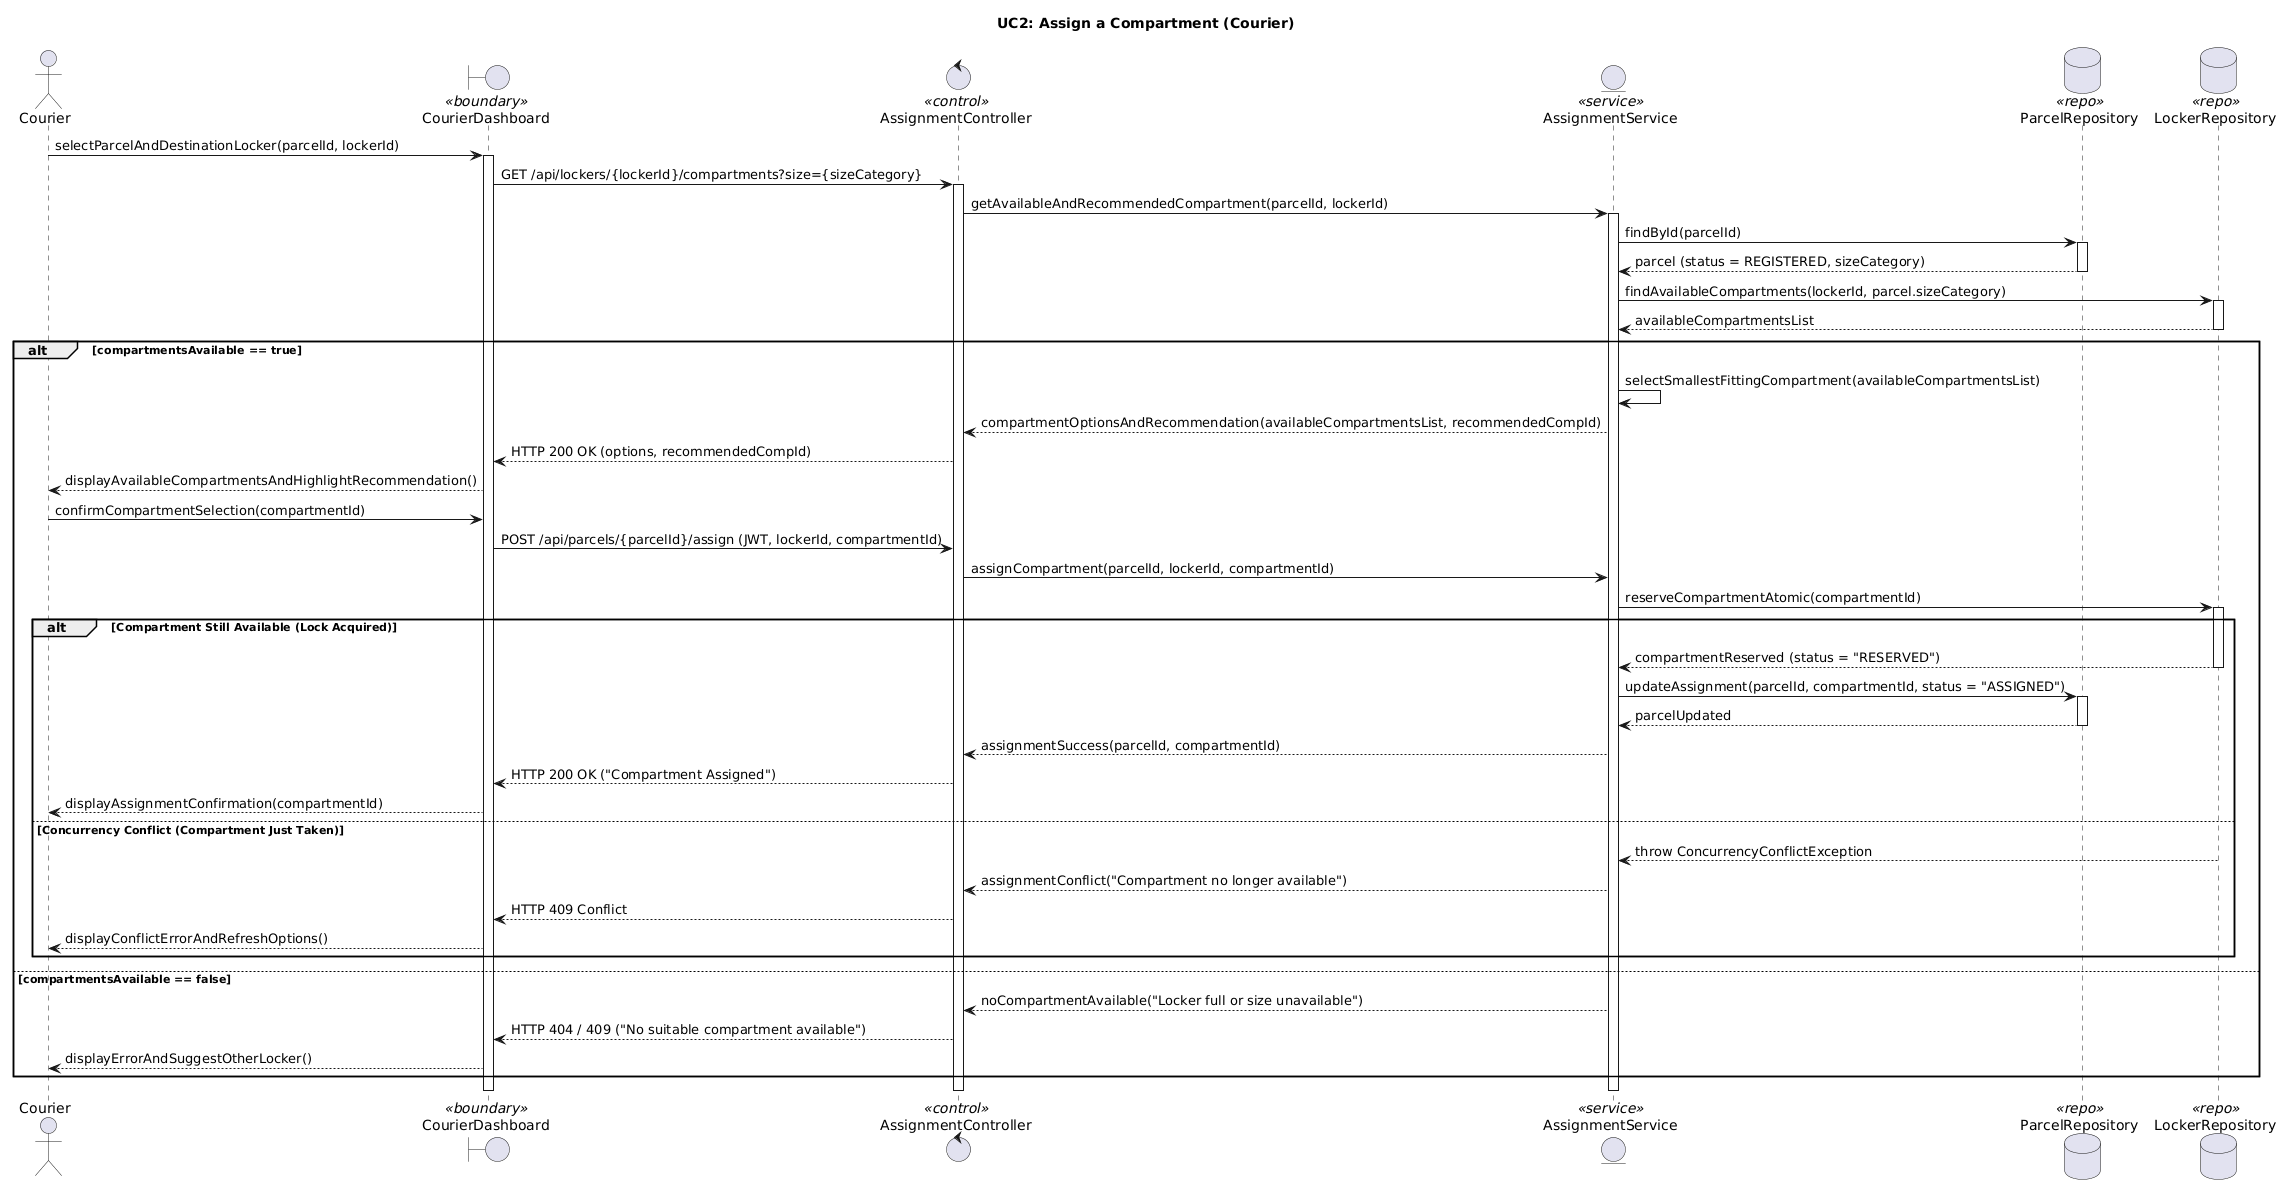 UC2: Assign a Compartment (Courier)
Courier
«boundary»
CourierDashboard
«control»
AssignmentController
«service»
AssignmentService
«repo»
ParcelRepository
«repo»
LockerRepository
selectParcelAndDestinationLocker(parcelId, lockerId)
GET /api/lockers/{lockerId}/compartments?size={sizeCategory}
getAvailableAndRecommendedCompartment(parcelId, lockerId)
findById(parcelId)
parcel (status = REGISTERED, sizeCategory)
findAvailableCompartments(lockerId, parcel.sizeCategory)
availableCompartmentsList
alt [compartmentsAvailable == true]
selectSmallestFittingCompartment(availableCompartmentsList)
compartmentOptionsAndRecommendation(availableCompartmentsList, recommendedCompId)
HTTP 200 OK (options, recommendedCompId)
displayAvailableCompartmentsAndHighlightRecommendation()
confirmCompartmentSelection(compartmentId)
POST /api/parcels/{parcelId}/assign (JWT, lockerId, compartmentId)
assignCompartment(parcelId, lockerId, compartmentId)
reserveCompartmentAtomic(compartmentId)
alt [Compartment Still Available (Lock Acquired)]
compartmentReserved (status = "RESERVED")
updateAssignment(parcelId, compartmentId, status = "ASSIGNED")
parcelUpdated
assignmentSuccess(parcelId, compartmentId)
HTTP 200 OK ("Compartment Assigned")
displayAssignmentConfirmation(compartmentId)
[Concurrency Conflict (Compartment Just Taken)]
throw ConcurrencyConflictException
assignmentConflict("Compartment no longer available")
HTTP 409 Conflict
displayConflictErrorAndRefreshOptions()
[compartmentsAvailable == false]
noCompartmentAvailable("Locker full or size unavailable")
HTTP 404 / 409 ("No suitable compartment available")
displayErrorAndSuggestOtherLocker()
Courier
«boundary»
CourierDashboard
«control»
AssignmentController
«service»
AssignmentService
«repo»
ParcelRepository
«repo»
LockerRepository